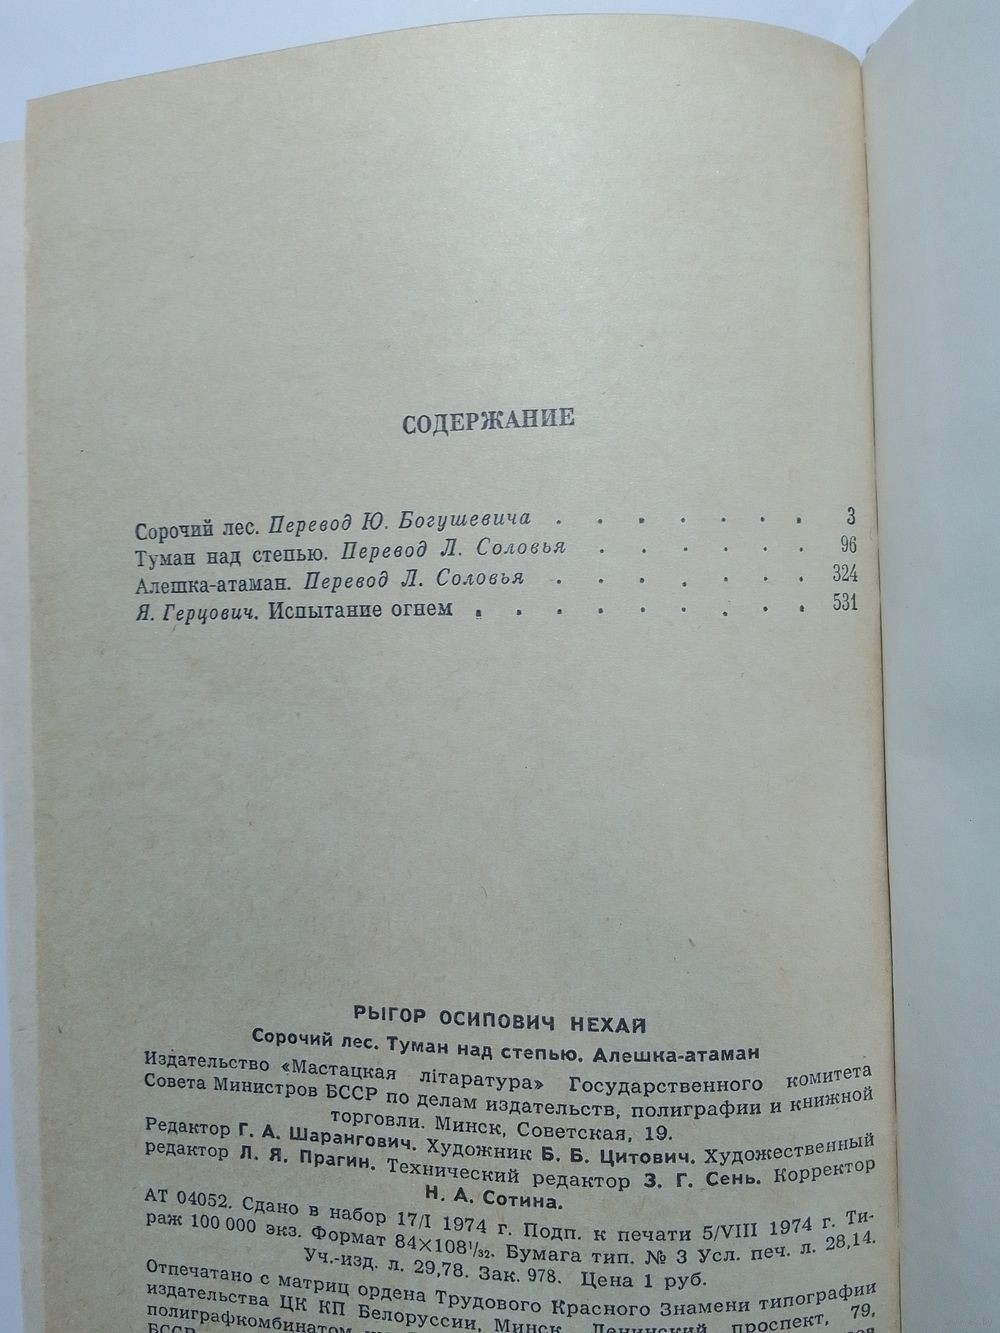 СОДЕРЖАНИЕ
Сорочий лес. Перевод Ю. Богушевича . . . . . . . 3
Туман над степью. Перевод Л. Соловья . . . . . . 96
Алешка-атаман. Перевод Л. Соловья . . . . . . . 324
Я. Герцович. Испытание огнем . . . . . . . . . 531
РЫГОР ОСИПОВИЧ НЕХАЙ
Сорочий лес. Туман над степью. Алешка-атаман
Издательство «Мастацкая літаратура» Государственного комитета
Совета Министров БССР по делам издательств, полиграфии и книжной
торговли. Минск, Советская, 19.
Редактор Г. А. Шарангович. Художник Б. Б. Цитович. Художественный
редактор Л. Я. Прагин. Технический редактор З. Г. Сень. Корректор
Н. А. Сотина.
АТ 04052. Сдано в набор 17/I 1974 г. Подп. к печати 5/VIII 1974 г. Ти-
раж 100 000 экз. Формат 84×108¹/₃₂. Бумага тип. № 3 Усл. печ. л. 28,14.
Уч.-изд. л. 29,78. Зак. 978. Цена 1 руб.
Отпечатано с матриц ордена Трудового Красного Знамени типографии
издательства ЦК КП Белоруссии, Минск, Ленинский проспект, 79,
полиграфкомбинатом
БССР